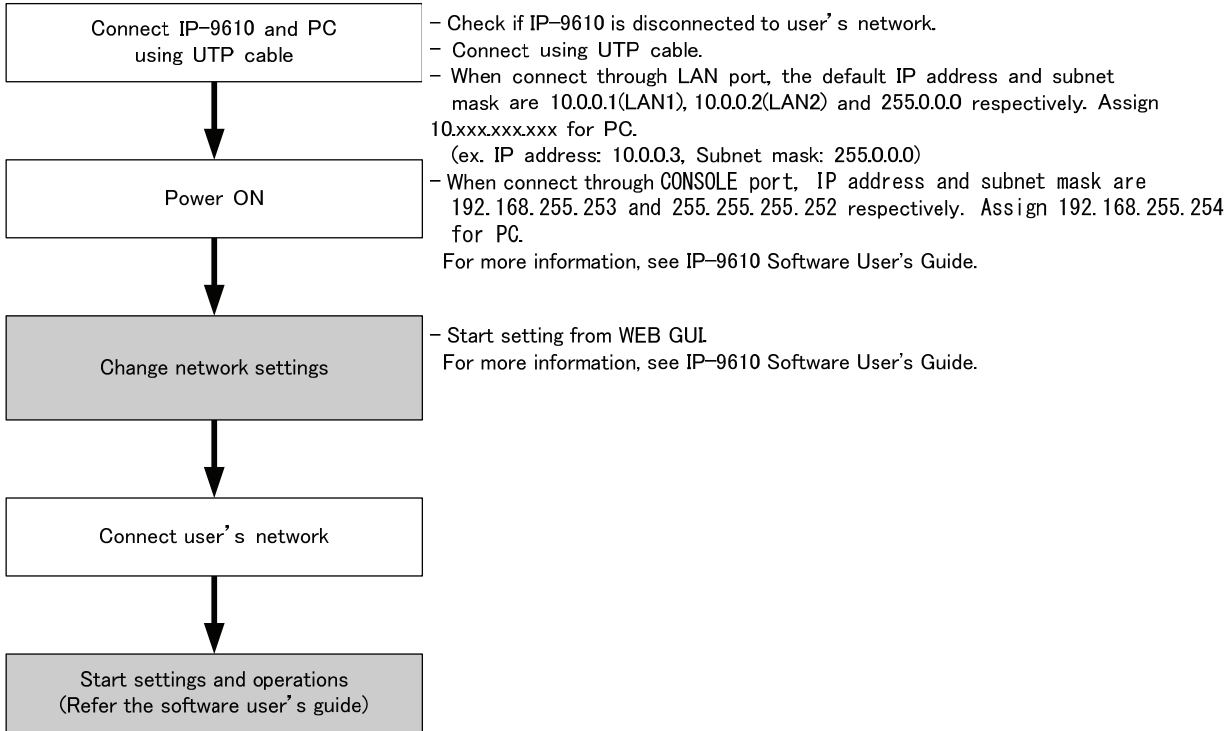 Connect IP-9610 and PC
using UTP cable
- Check if IP-9610 is disconnected to user's network.
- Connect using UTP cable.
- When connect through LAN port, the default IP address and subnet
mask are 10.0.0.1(LAN1), 10.0.0.2(LAN2) and 255.0.0.0 respectively. Assign
10.xxx.xxx.xxx for PC.
(ex. IP address: 10.0.0.3, Subnet mask: 255.0.0.0)
Power ON
- When connect through CONSOLE port, IP address and subnet mask are
192.168.255.253 and 255.255.255.252 respectively. Assign 192.168.255.254
for PC.
For more information, see IP-9610 Software User's Guide.
Change network settings
- Start setting from WEB GUI.
For more information, see IP-9610 Software User's Guide.
Connect user's network
Start settings and operations
(Refer the software user's guide)